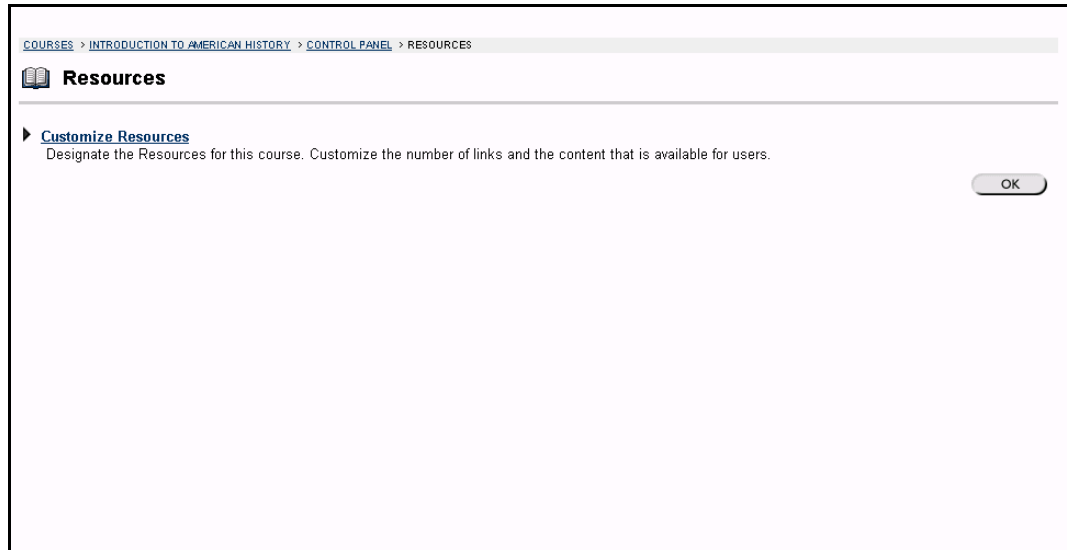 COURSES > INTRODUCTION TO AMERICAN HISTORY > CONTROL PANEL > RESOURCES
Resources
Customize Resources
Designate the Resources for this course. Customize the number of links and the content that is available for users.
OK